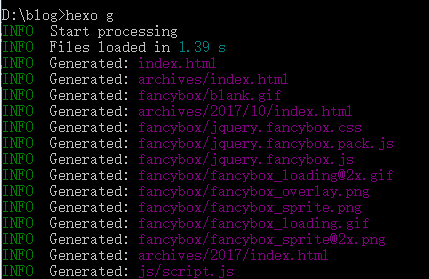 D:\blog>hexo g
INFO  Start processing
INFO  Files loaded in 1.39 s
INFO  Generated: index.html
INFO  Generated: archives/index.html
INFO  Generated: fancybox/blank.gif
INFO  Generated: archives/2017/10/index.html
INFO  Generated: fancybox/jquery.fancybox.css
INFO  Generated: fancybox/jquery.fancybox.pack.js
INFO  Generated: fancybox/jquery.fancybox.js
INFO  Generated: fancybox/fancybox_loading@2x.gif
INFO  Generated: fancybox/fancybox_overlay.png
INFO  Generated: fancybox/fancybox_sprite.png
INFO  Generated: fancybox/fancybox_loading.gif
INFO  Generated: fancybox/fancybox_sprite@2x.png
INFO  Generated: archives/2017/index.html
INFO  Generated: js/script.js